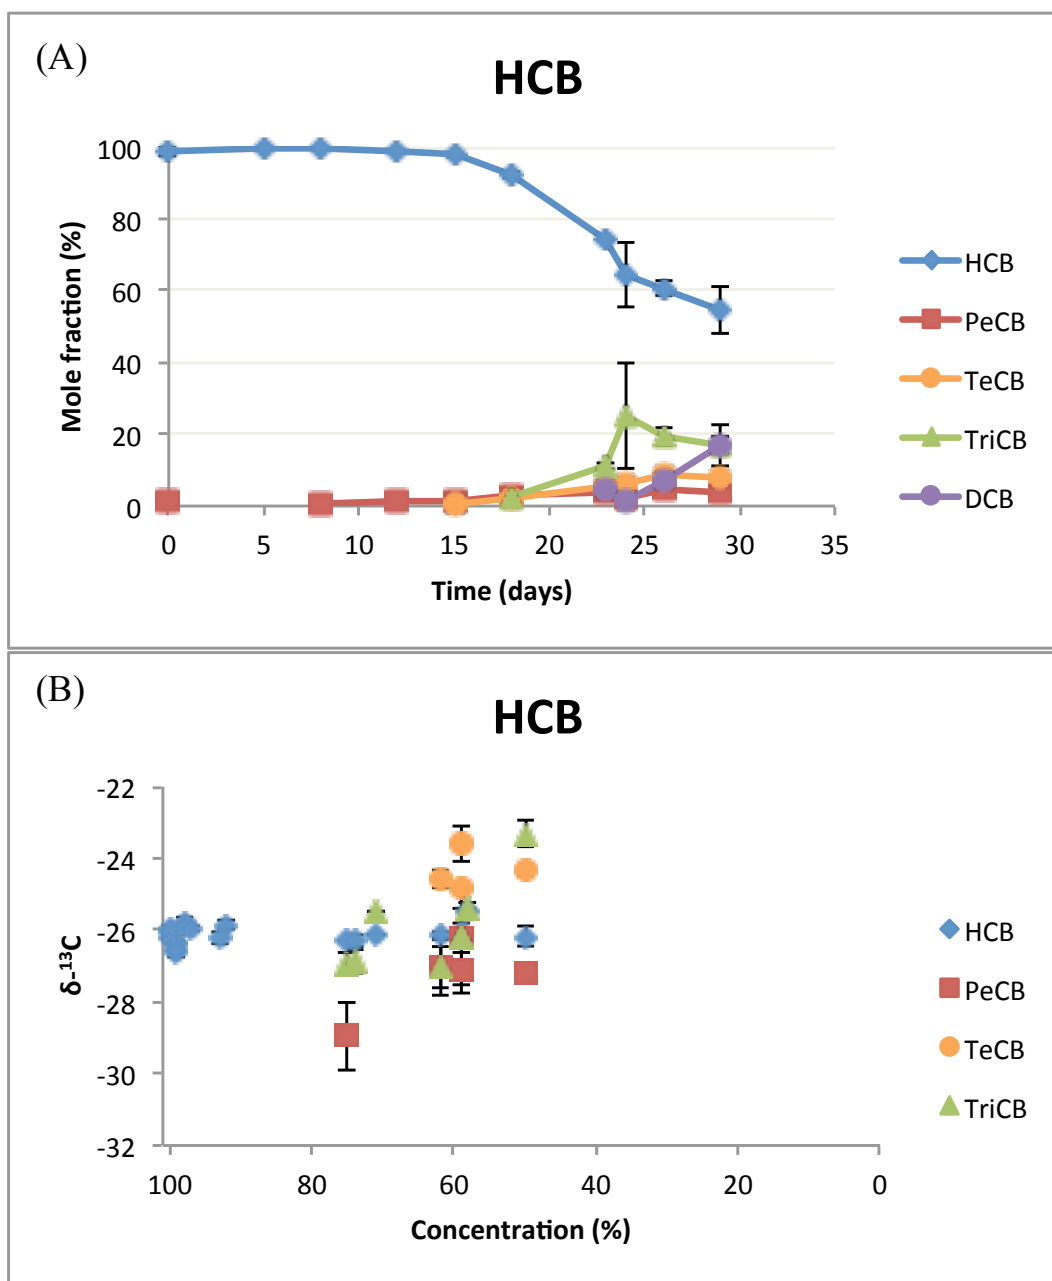 (A)
HCB
100
80
60
40
20
0
Mole fraction (%)
0 5 10 15 20 25 30 35
Time (days)
HCB
PeCB
TeCB
TriCB
DCB
(B)
HCB
-22
-24
-26
-28
-30
-32
δ-¹³C
100 80 60 40 20 0
Concentration (%)
HCB
PeCB
TeCB
TriCB